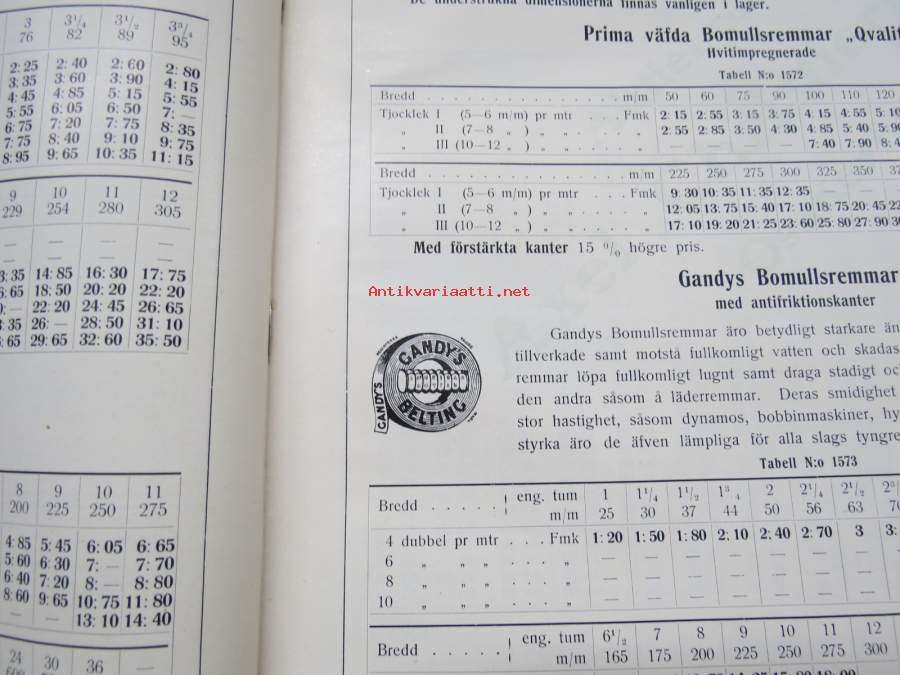 3 3¹/₄ 3¹/₂ 3³/₄
76 82 89 95
2: 25 2: 40 2: 60 2: 80
3: 35 3: 60 3: 90 4: 15
4: 45 4: 85 5: 15 5: 55
5: 55 6: 05 6: 50 7: —
6: 75 7: 20 7: 75 8: 35
7: 75 8: 40 9: 10 9: 75
8: 95 9: 65 10: 35 11: 15
9 10 11 12
229 254 280 305
— — — —
— — — —
3: 35 14: 85 16: 30 17: 75
6: 65 18: 50 20: 20 22: 20
— 22: 20 24: 45 26: 65
3: 35 26: — 28: 50 31: 10
: 65 29: 65 32: 60 35: 50
8 9 10 11
200 225 250 275
4: 85 5: 45 6: 05 6: 65
5: 60 6: 30 7: — 7: 70
6: 40 7: 20 8: — 8: 80
8: 60 9: 65 10: 75 11: 80
— — 13: 10 14: 40
24 30 36 —
De understrukna dimensionerna finnas vanligen i lager.
Prima väfda Bomullsremmar „Qvalit
Hvitimpregnerade
Tabell N:o 1572
Bredd . . . . . . . . . . . . . . . . m/m 50 60 75 90 100 110 120
Tjocklek I (5—6 m/m) pr mtr . . . Fmk 2: 15 2: 55 3: 15 3: 75 4: 15 4: 55 5: 10
„ II (7—8 „ ) „ „ . . . . „ 2: 55 2: 85 3: 50 4: 30 4: 85 5: 40 5: 90
„ III (10—12 „ ) „ „ . . . . „ — — — — 7: 40 7: 90 8: 4
Bredd . . . . . . . . . . . . . . . . m/m 225 250 275 300 325 350 37
Tjocklek I (5—6 m/m) pr mtr . . . Fmk 9: 30 10: 35 11: 35 12: 35 — —
„ II (7—8 „ ) „ „ . . . . „ 12: 05 13: 75 15: 40 17: 10 18: 75 20: 45 22
„ III (10—12 „ ) „ „ . . . . „ 17: 10 19: 20 21: 25 23: 60 25: 80 27: 90 30
Med förstärkta kanter 15 % högre pris.
Antikvariaatti.net
Gandys Bomullsremmar
med antifriktionskanter
GANDY'S
BELTING
GANDY'S
Gandys Bomullsremmar äro betydligt starkare än
tillverkade samt motstå fullkomligt vatten och skadas
remmar löpa fullkomligt lugnt samt draga stadigt oc
den andra såsom å läderremmar. Deras smidighet
stor hastighet, såsom dynamos, bobbinmaskiner, hy
styrka äro de äfven lämpliga för alla slags tyngre
Tabell N:o 1573
Bredd . . . . . eng. tum 1 1¹/₄ 1¹/₂ 1³/₄ 2 2¹/₄ 2¹/₂ 2³/
m/m 25 30 37 44 50 56 63 70
4 dubbel pr mtr . . . Fmk 1: 20 1: 50 1: 80 2: 10 2: 40 2: 70 3 3:
6 „ „ „ . . . „ — — — — — — —
8 „ „ „ . . . „ — — — — — — —
10 „ „ „ . . . „ — — — — — — —
Bredd . . . . . eng. tum 6¹/₂ 7 8 9 10 11 12
m/m 165 175 200 225 250 275 300